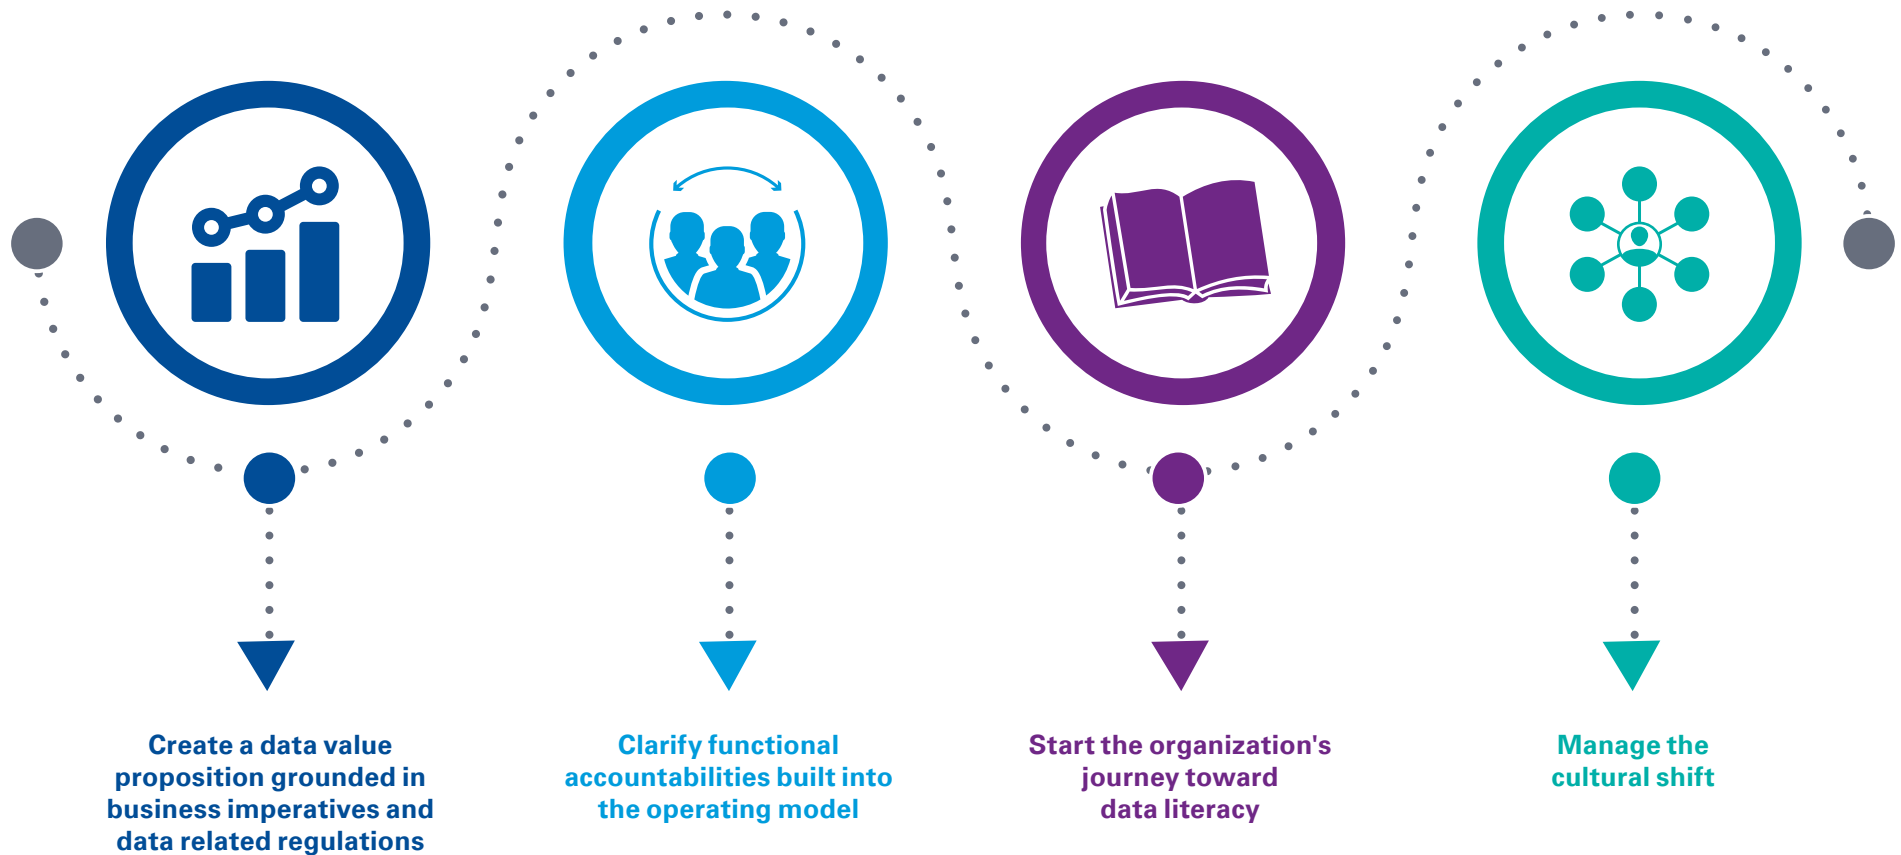 Create a data value
proposition grounded in
business imperatives and
data related regulations
Clarify functional
accountabilities built into
the operating model
Start the organization's
journey toward
data literacy
Manage the
cultural shift